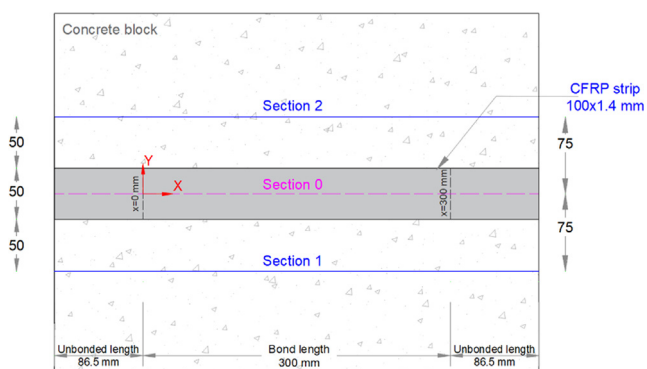 Concrete block
CFRP strip
100x1.4 mm
Section 2
50
75
Y
50
Section 0
X
x=0 mm
x=300 mm
50
75
Section 1
Unbonded length
86.5 mm
Bond length
300 mm
Unbonded length
86.5 mm